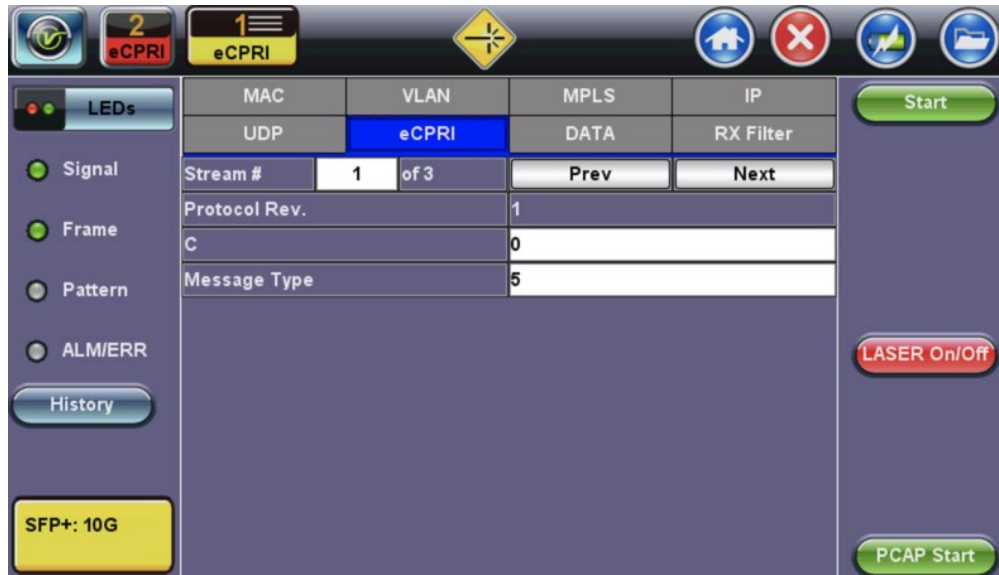 2 1
eCPRI eCPRI
LEDs
MAC VLAN MPLS IP
Start
UDP eCPRI DATA RX Filter
Signal
Stream # 1 of 3 Prev Next
Protocol Rev. 1
Frame
C 0
Message Type 5
Pattern
ALM/ERR
LASER On/Off
History
SFP+: 10G
PCAP Start